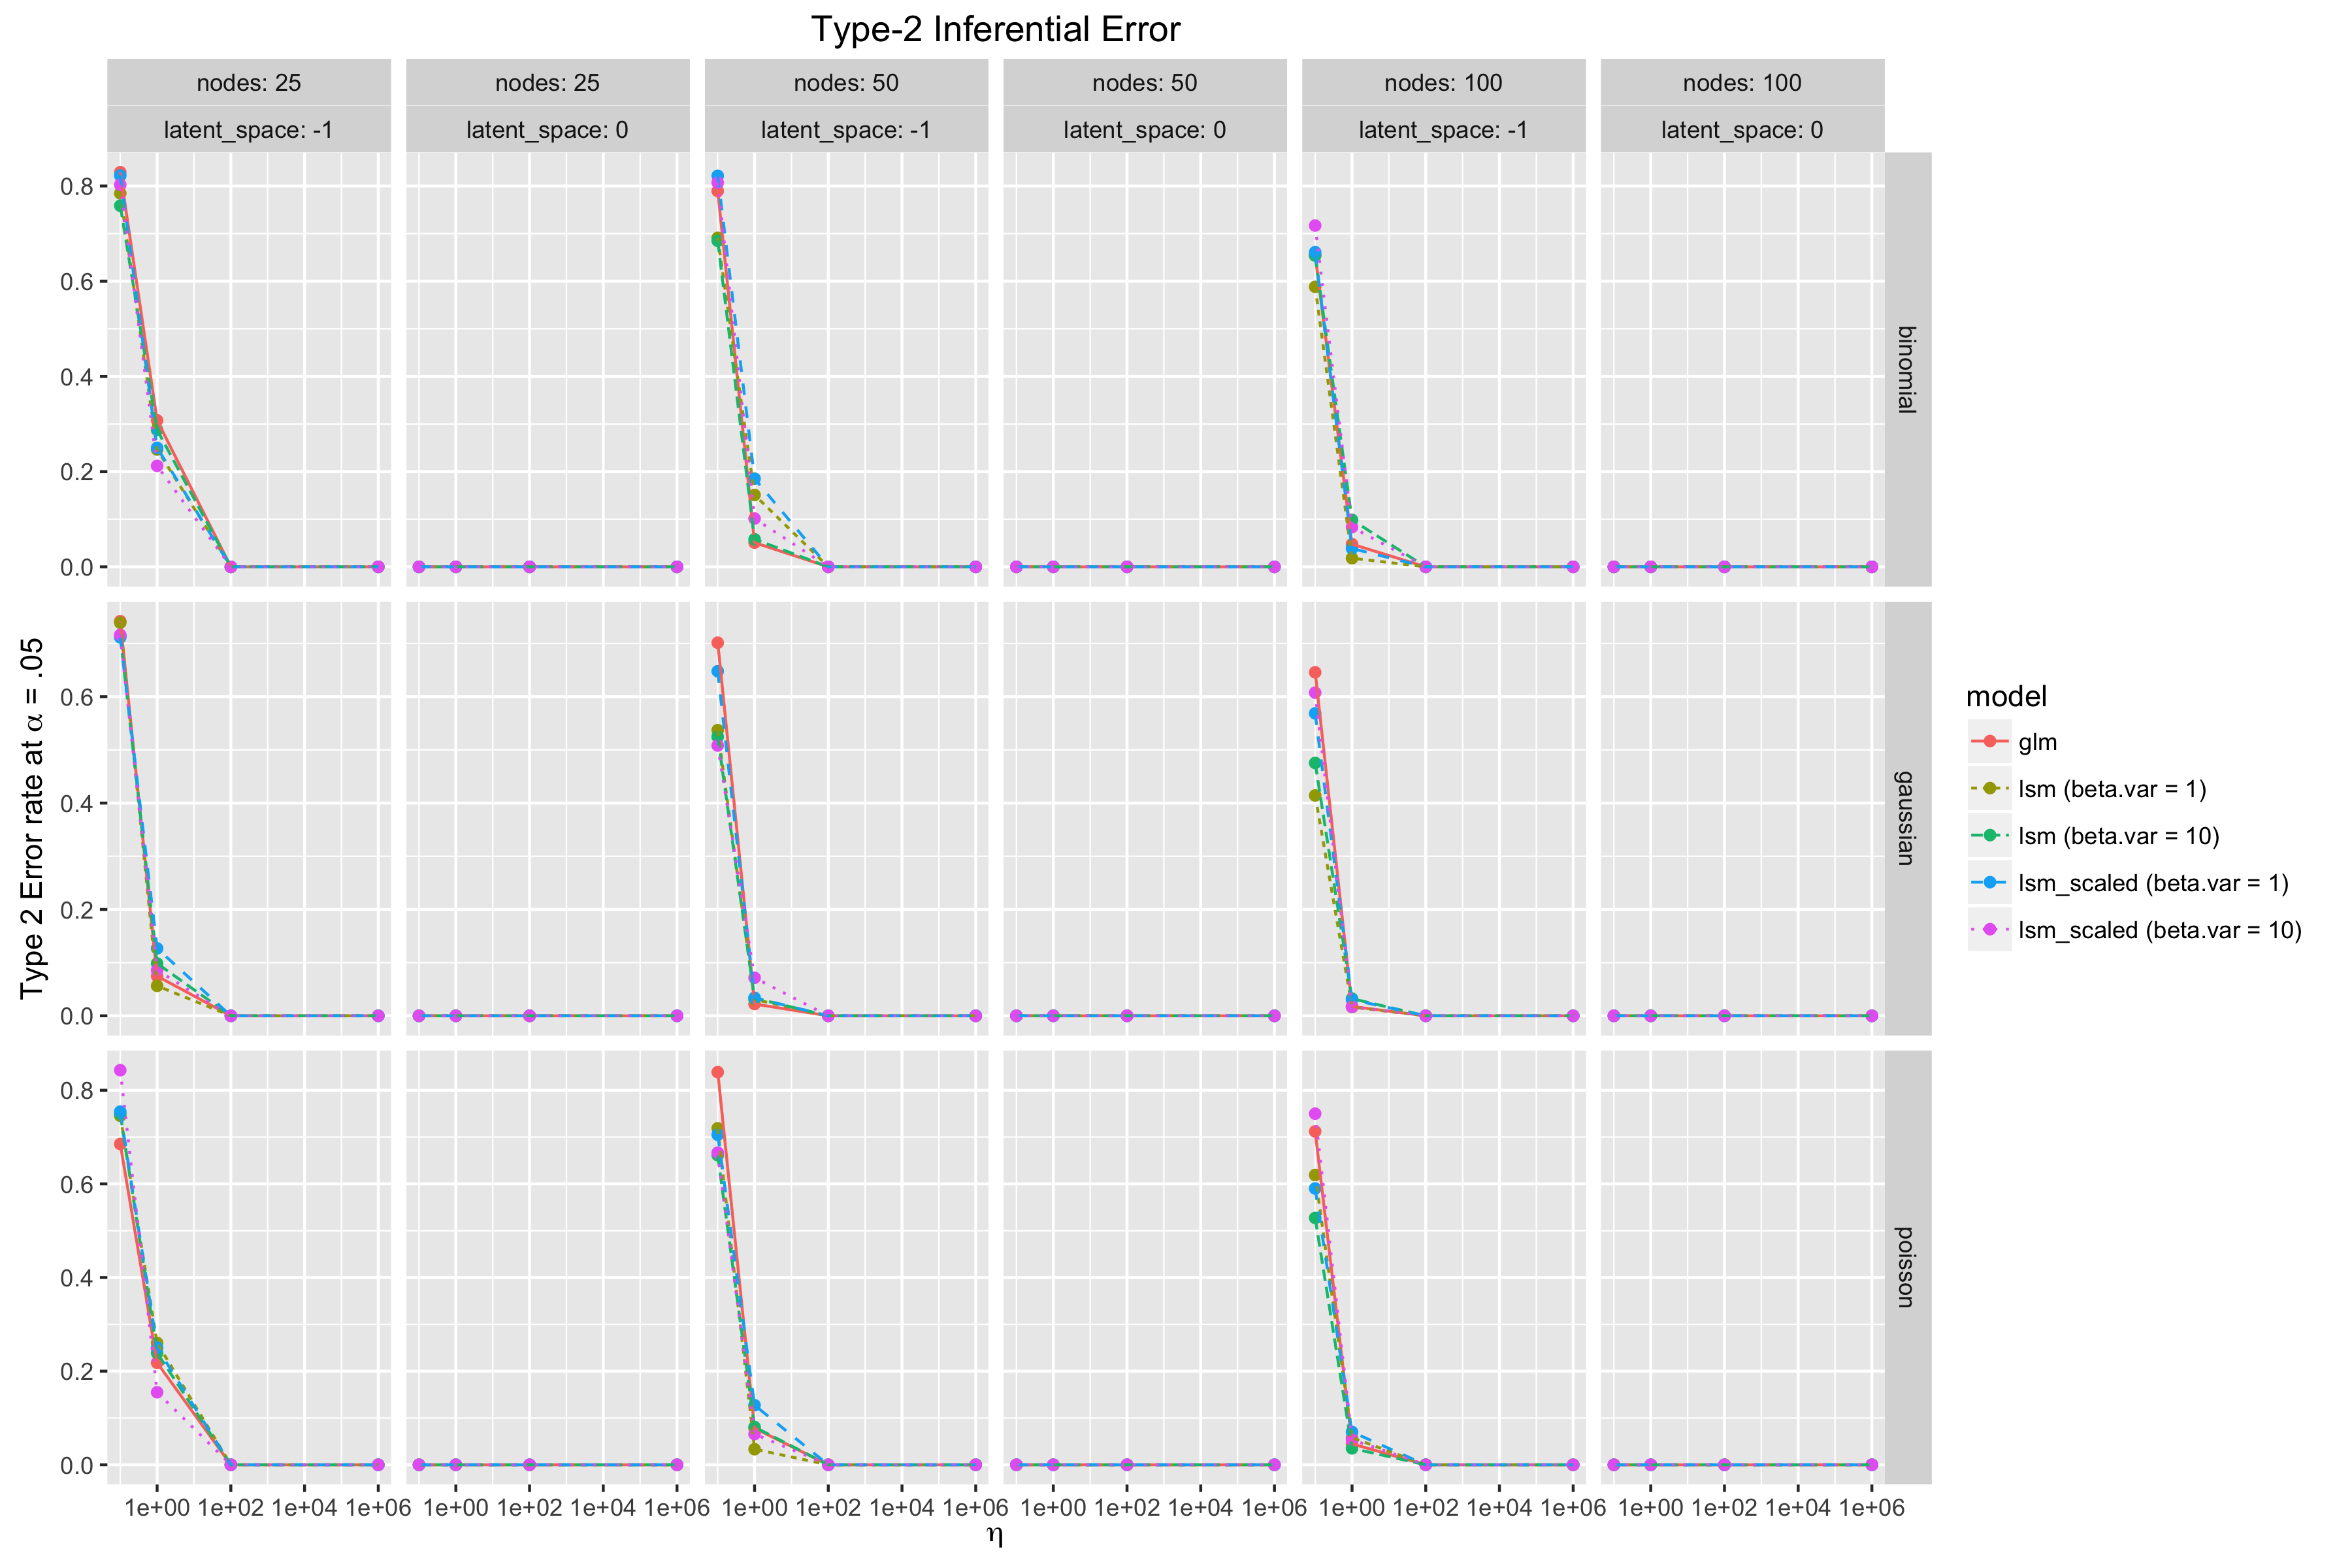 Type-2 Inferential Error
nodes: 25 nodes: 25 nodes: 50 nodes: 50 nodes: 100 nodes: 100
latent_space: -1 latent_space: 0 latent_space: -1 latent_space: 0 latent_space: -1 latent_space: 0
0.8
0.6
0.4
0.2
0.0
binomial
0.6
0.4
0.2
0.0
gaussian
0.8
0.6
0.4
0.2
0.0
poisson
Type 2 Error rate at α = .05
1e+00 1e+02 1e+04 1e+06 1e+00 1e+02 1e+04 1e+06 1e+00 1e+02 1e+04 1e+06 1e+00 1e+02 1e+04 1e+06 1e+00 1e+02 1e+04 1e+06 1e+00 1e+02 1e+04 1e+06
η
model
glm
lsm (beta.var = 1)
lsm (beta.var = 10)
lsm_scaled (beta.var = 1)
lsm_scaled (beta.var = 10)